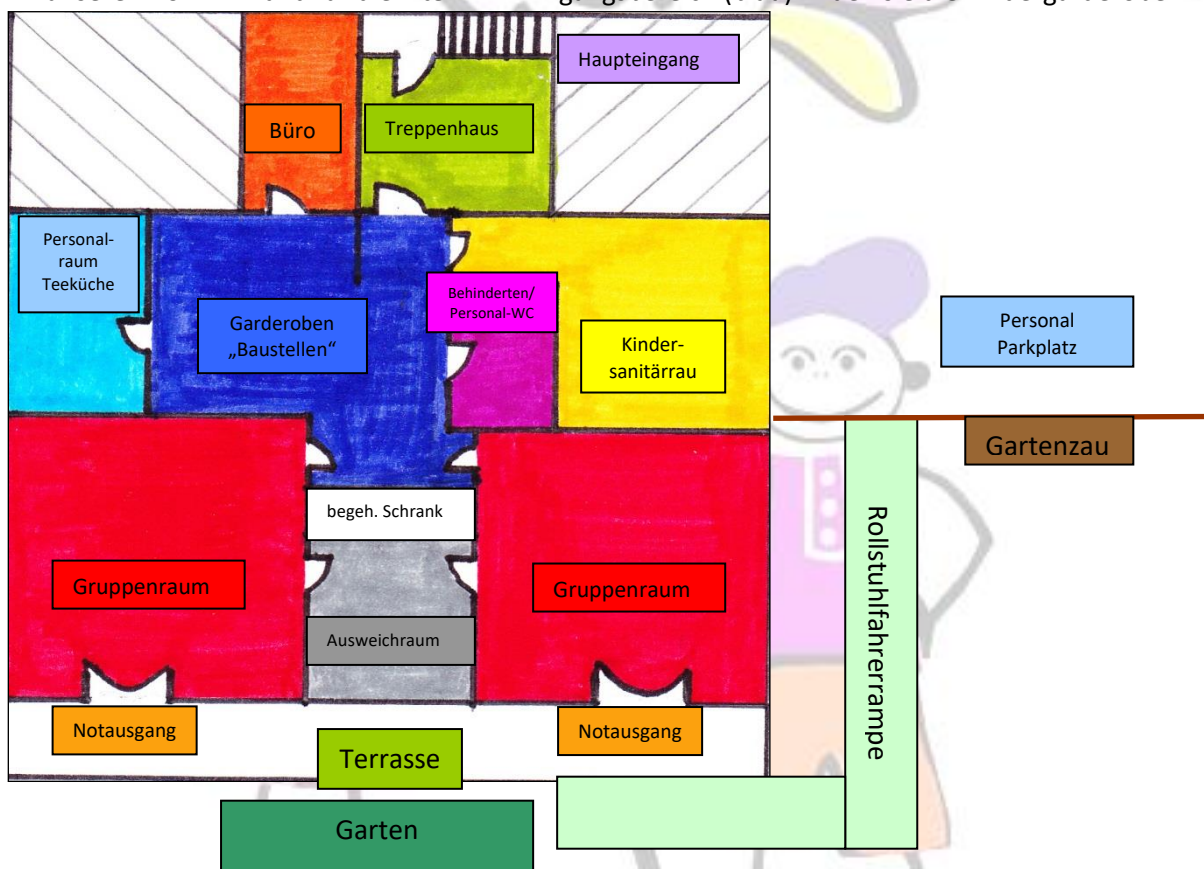 Haupteingang
Büro
Treppenhaus
Personal-
raum
Teeküche
Behinderten/
Personal-WC
Garderoben
„Baustellen“
Kinder-
sanitärrau
Personal
Parkplatz
Gartenzau
begeh. Schrank
Rollstuhlfahrerrampe
Gruppenraum
Gruppenraum
Ausweichraum
Notausgang
Notausgang
Terrasse
Garten